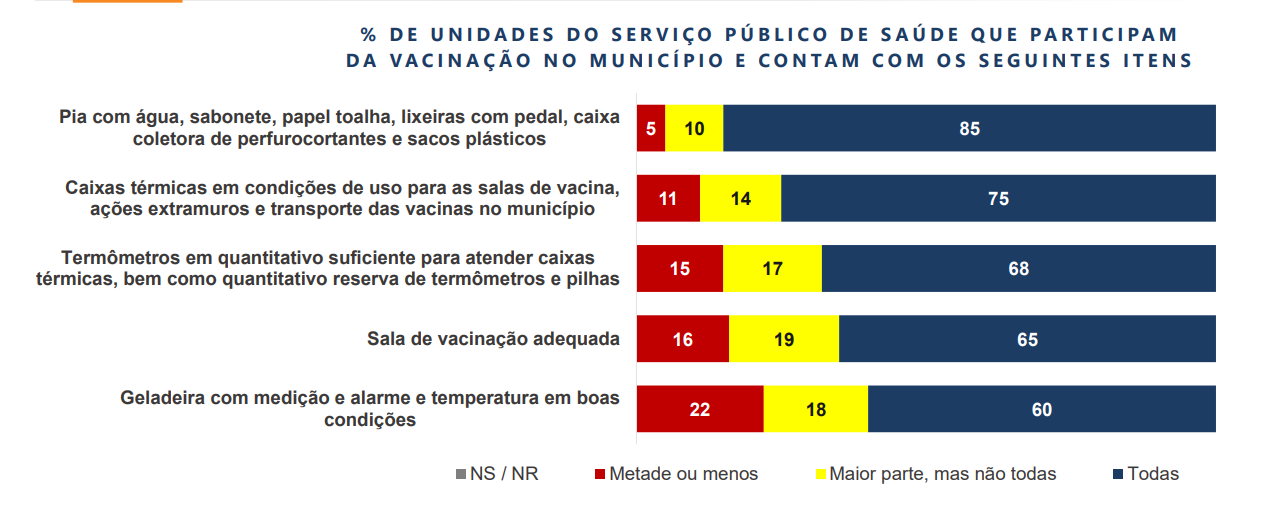 % DE UNIDADES DO SERVIÇO PÚBLICO DE SAÚDE QUE PARTICIPAM
DA VACINAÇÃO NO MUNICÍPIO E CONTAM COM OS SEGUINTES ITENS
Pia com água, sabonete, papel toalha, lixeiras com pedal, caixa
coletora de perfurocortantes e sacos plásticos
5 10 85
Caixas térmicas em condições de uso para as salas de vacina,
ações extramuros e transporte das vacinas no município
11 14 75
Termômetros em quantitativo suficiente para atender caixas
térmicas, bem como quantitativo reserva de termômetros e pilhas
15 17 68
Sala de vacinação adequada
16 19 65
Geladeira com medição e alarme e temperatura em boas
condições
22 18 60
NS / NR Metade ou menos Maior parte, mas não todas Todas